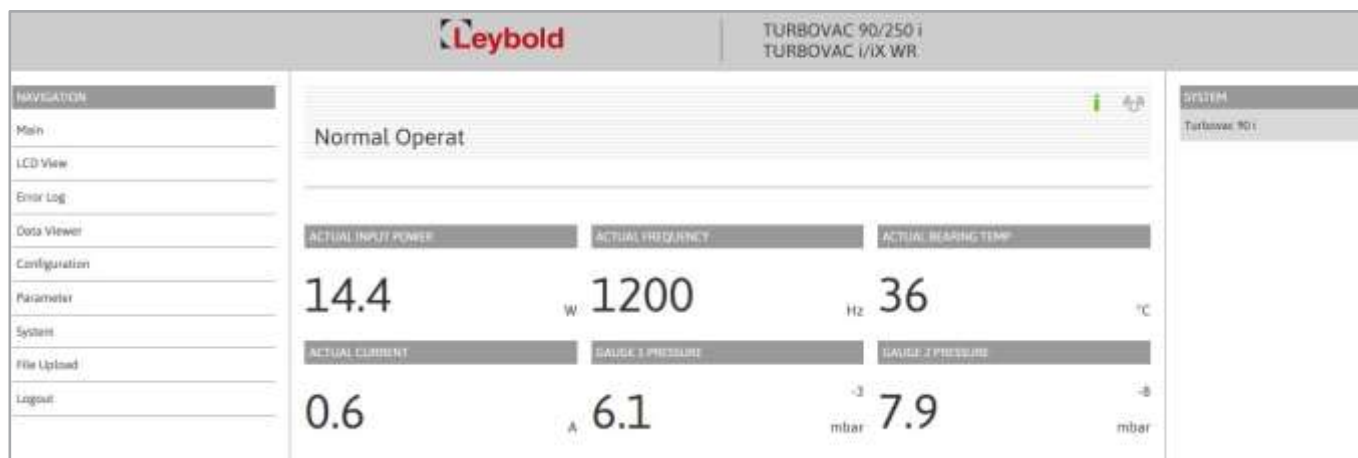 Leybold
TURBOVAC 90/250 i
TURBOVAC i/iX WR
NAVIGATION
Main
LCD View
Error Log
Data Viewer
Configuration
Parameter
System
File Upload
Logout
Normal Operat
ACTUAL INPUT POWER
14.4 W
ACTUAL FREQUENCY
1200 Hz
ACTUAL BEARING TEMP
36 °C
ACTUAL CURRENT
0.6 A
GAUGE 1 PRESSURE
6.1 -3 mbar
GAUGE 2 PRESSURE
7.9 -8 mbar
SYSTEM
Turbovac 90 i